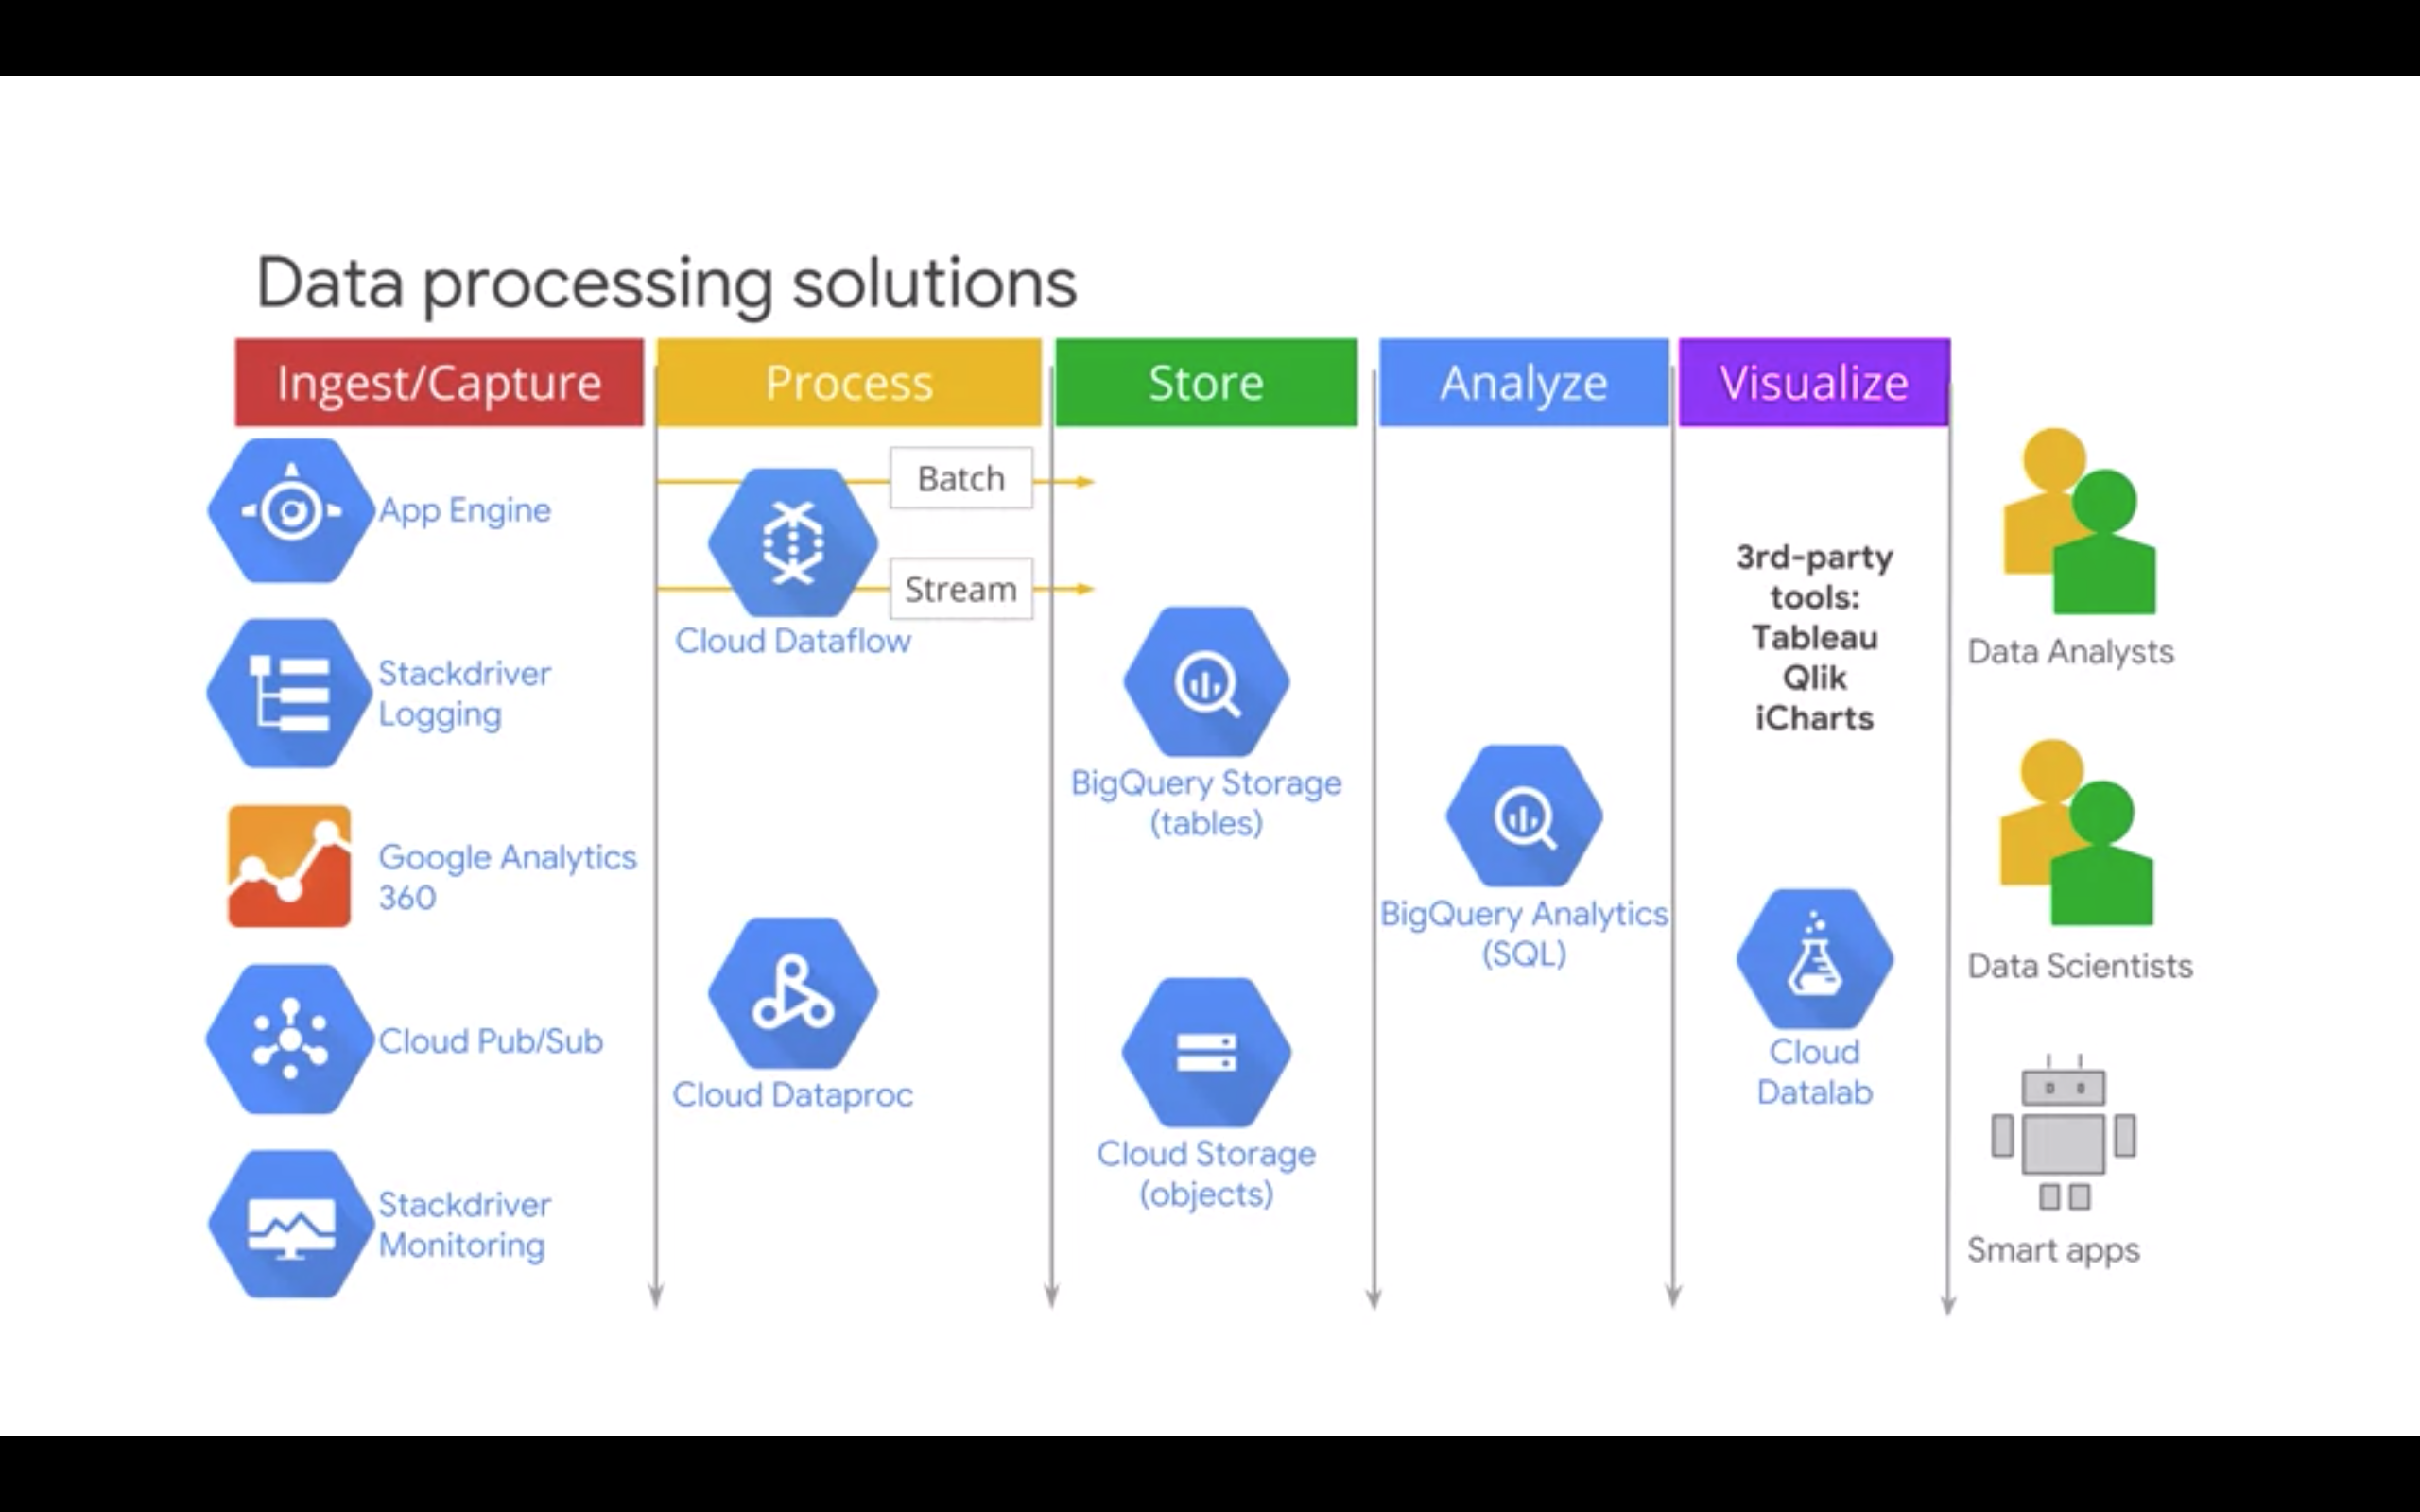 Data processing solutions
Ingest/Capture
Process
Store
Analyze
Visualize
App Engine
Stackdriver
Logging
Google Analytics
360
Cloud Pub/Sub
Stackdriver
Monitoring
Batch
Stream
Cloud Dataflow
Cloud Dataproc
BigQuery Storage
(tables)
Cloud Storage
(objects)
BigQuery Analytics
(SQL)
3rd-party
tools:
Tableau
Qlik
iCharts
Cloud
Datalab
Data Analysts
Data Scientists
Smart apps